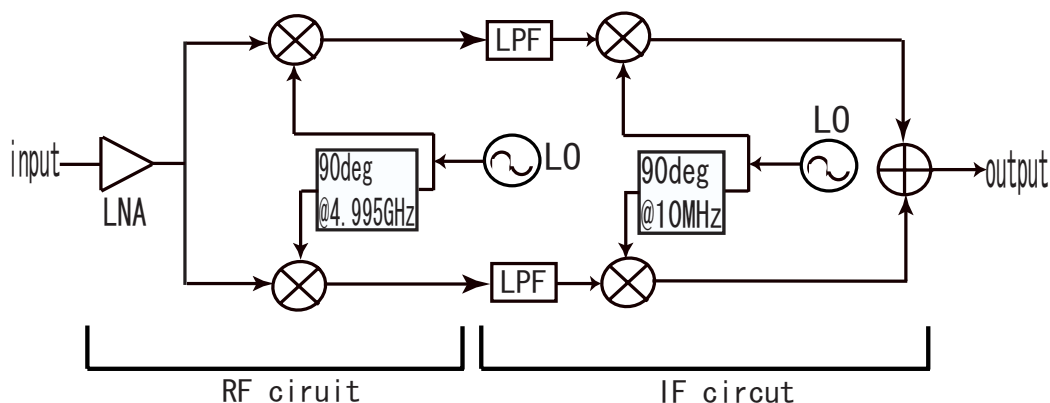 LPF
LO
LO
input
90deg
@4.995GHz
90deg
@10MHz
output
LNA
LPF
RF ciruit
IF circut